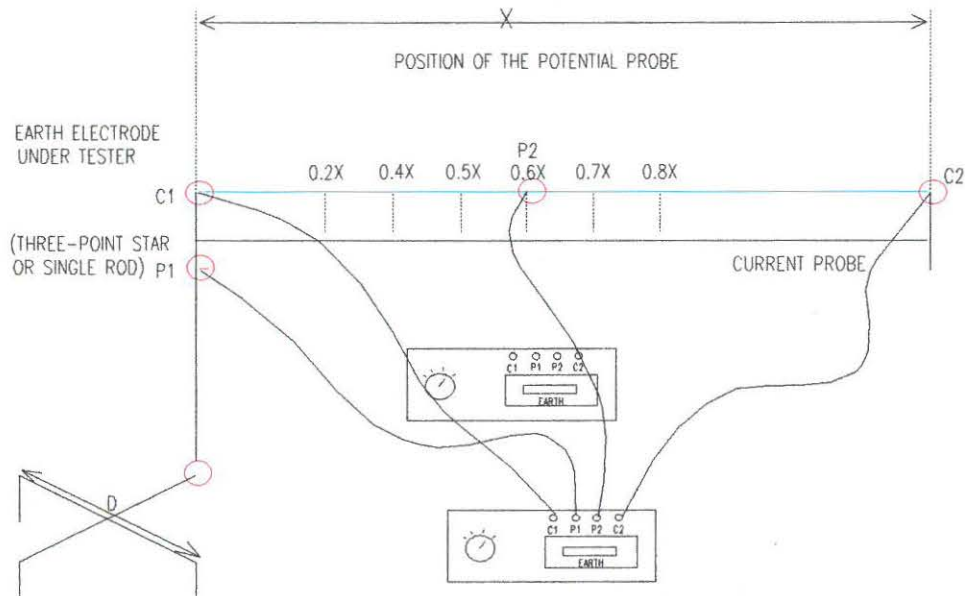 X
POSITION OF THE POTENTIAL PROBE
EARTH ELECTRODE
UNDER TESTER
P2
0.2X 0.4X 0.5X 0.6X 0.7X 0.8X
C1
C2
(THREE-POINT STAR
OR SINGLE ROD) P1
CURRENT PROBE
C1 P1 P2 C2
EARTH
D
C1 P1 P2 C2
EARTH